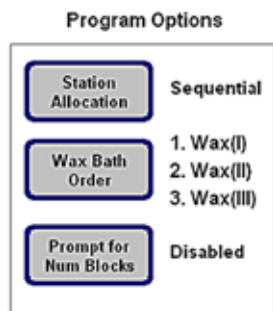 Program Options
Station
Allocation
Sequential
Wax Bath
Order
1. Wax(I)
2. Wax(II)
3. Wax(III)
Prompt for
Num Blocks
Disabled